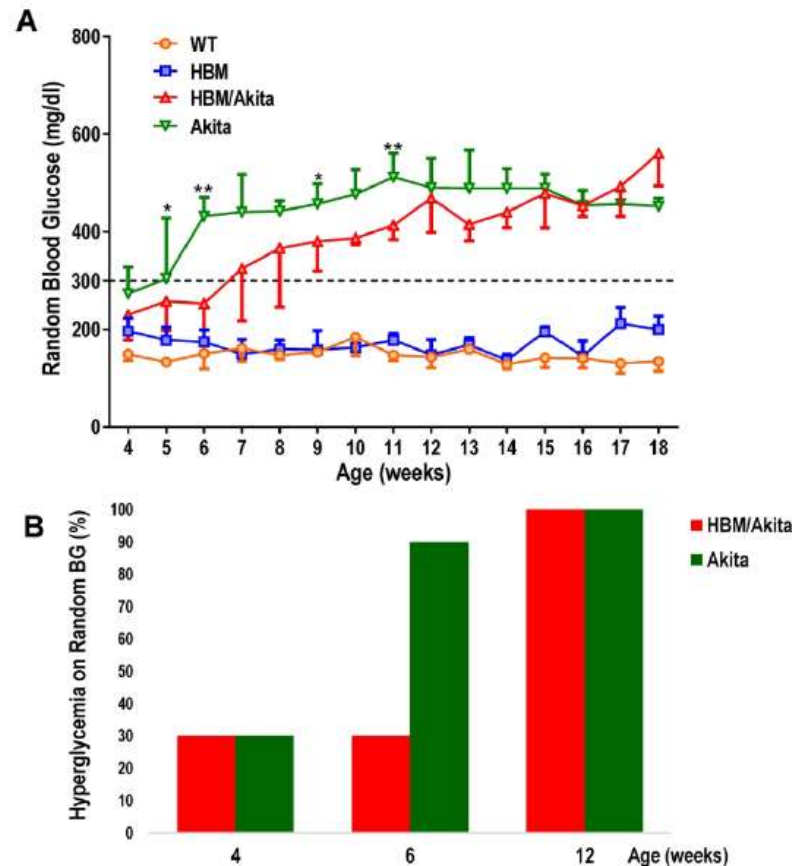 A
800
600
400
300
200
0
Random Blood Glucose (mg/dl)
WT
HBM
HBM/Akita
Akita
*
**
*
**
4 5 6 7 8 9 10 11 12 13 14 15 16 17 18
Age (weeks)
B
100
90
80
70
60
50
40
30
20
10
0
Hyperglycemia on Random BG (%)
HBM/Akita
Akita
4 6 12 Age (weeks)